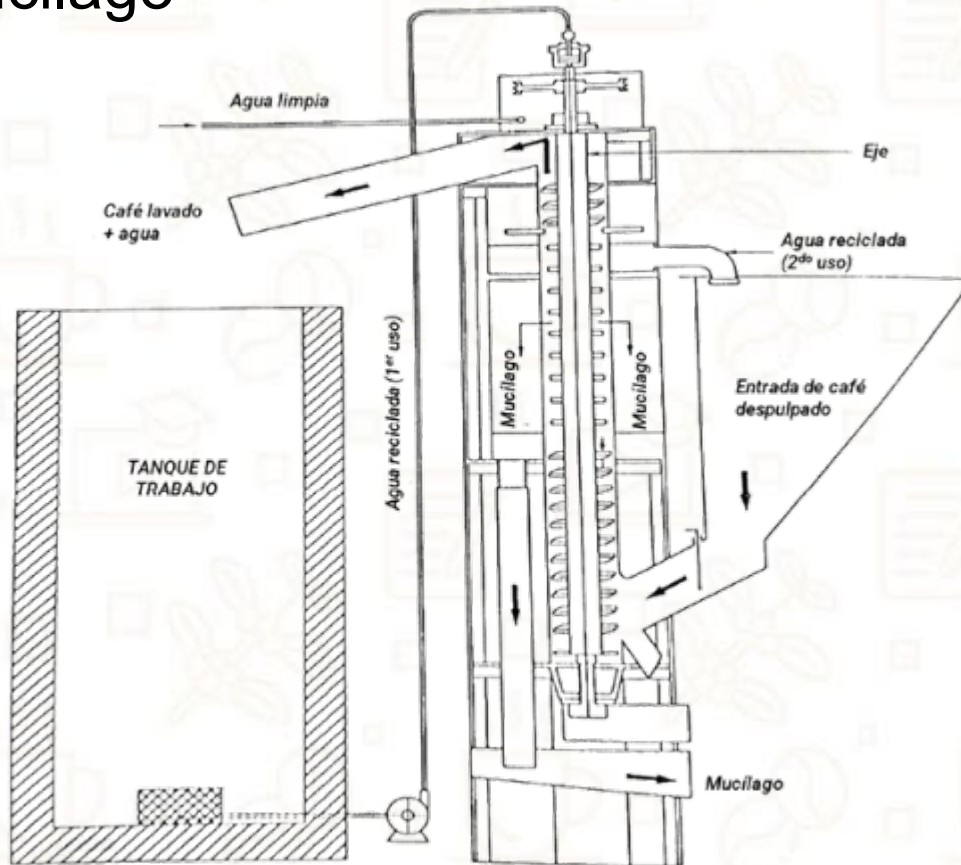 Agua limpia
Eje
Café lavado
+ agua
Agua reciclada
(2do uso)
Agua reciclada (1er uso)
Mucílago
Mucílago
Entrada de café
despulpado
TANQUE DE
TRABAJO
Mucílago